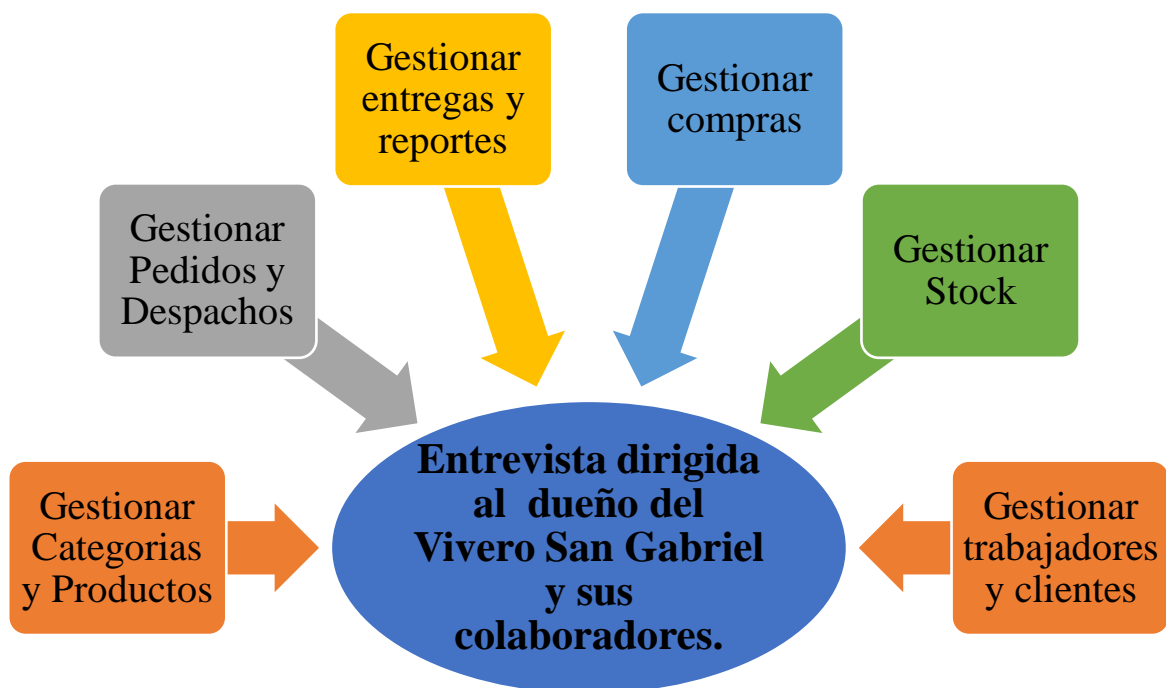 Gestionar
entregas y
reportes
Gestionar
compras
Gestionar
Pedidos y
Despachos
Gestionar
Stock
Gestionar
Categorias
y Productos
Entrevista dirigida
al dueño del
Vivero San Gabriel
y sus
colaboradores.
Gestionar
trabajadores
y clientes